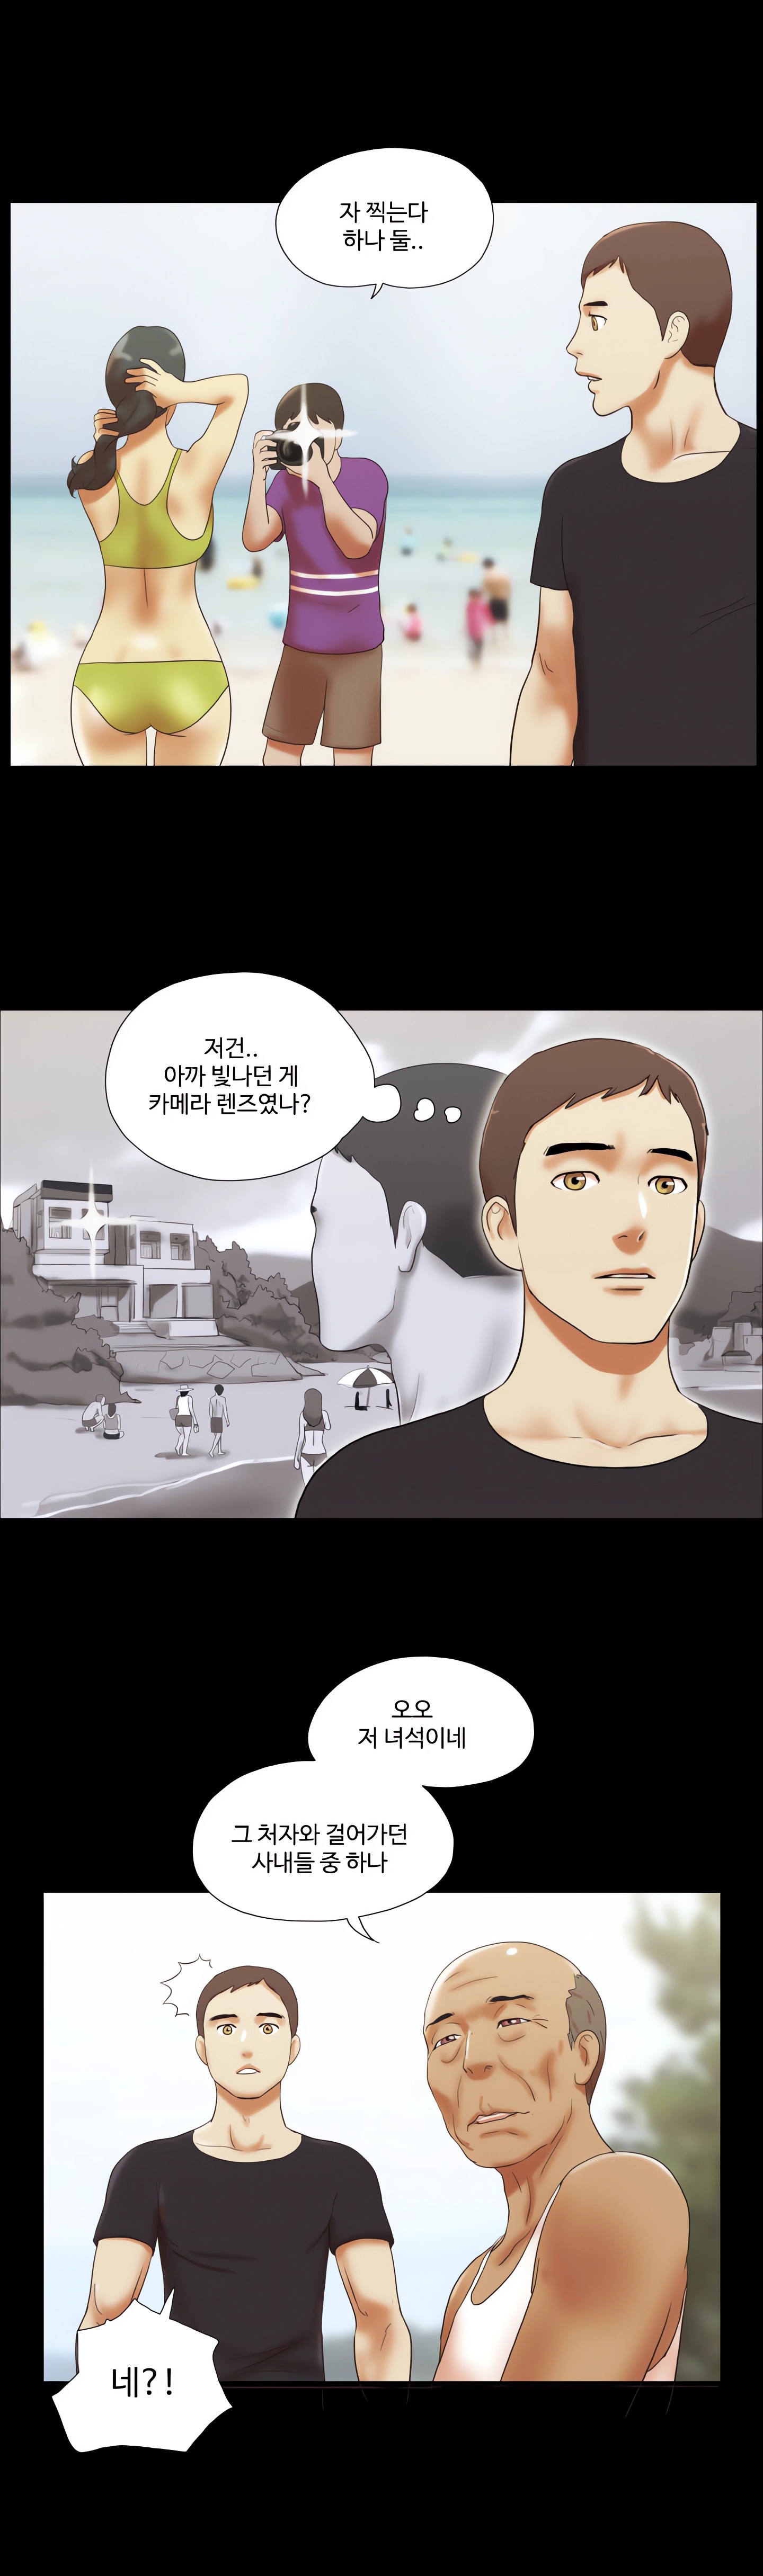 자 찍는다
하나 둘..
저건..
아까 빛나던 게
카메라 렌즈였나?
오오
저 녀석이네
그 처자와 걸어가던
사내들 중 하나
네?!